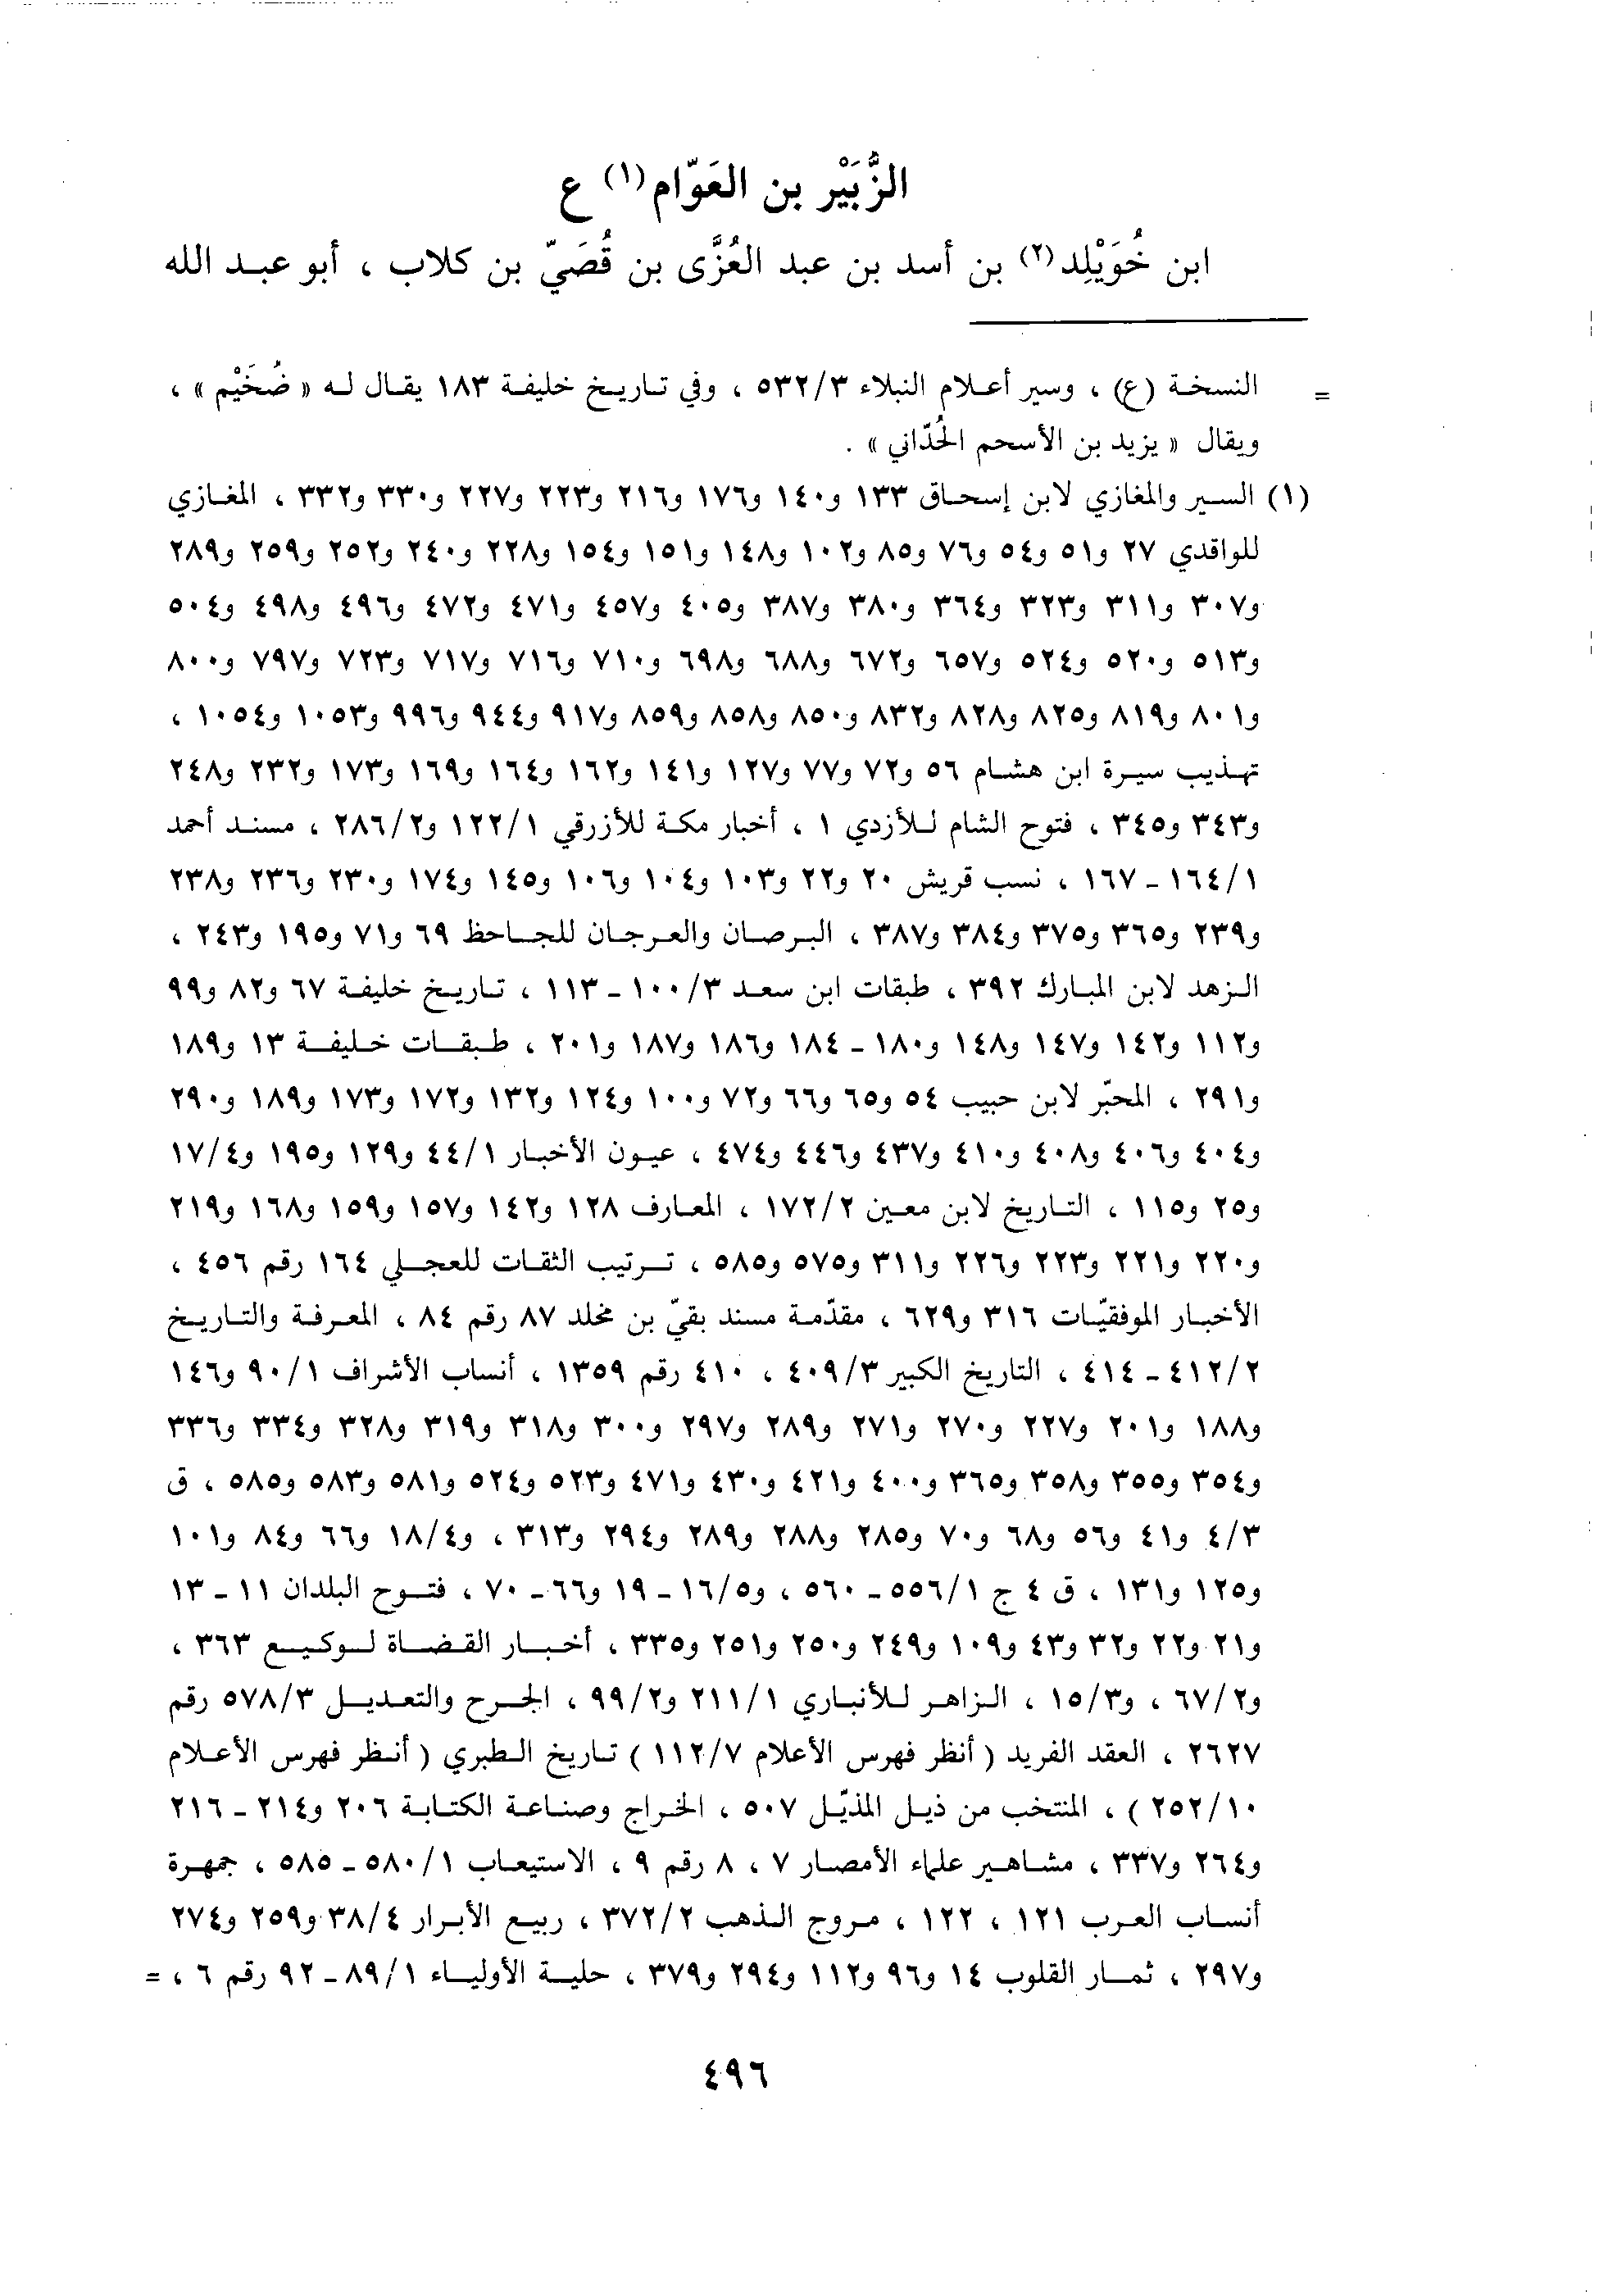 الزُّبَيْر بن العَوّام(١) ع
ابن خُوَيْلِد(٢) بن أسد بن عبد العُزَّى بن قُصَيّ بن كلاب ، أبو عبد الله
= النسخة (ع) ، وسير أعلام النبلاء ٥٣٢/٣ ، وفي تاريخ خليفة ١٨٣ يقال له « ضُخَيْم » ،
ويقال « يزيد بن الأسحم الحُدّاني » .
(١) السير والمغازي لابن إسحاق ١٣٣ و١٤٠ و١٧٦ و٢١٦ و٢٢٣ و٢٢٧ و٣٣٠ و٣٣٢ ، المغازي
للواقدي ٢٧ و٥١ و٥٤ و٧٦ و٨٥ و١٠٢ و١٤٨ و١٥١ و١٥٤ و٢٢٨ و٢٤٠ و٢٥٢ و٢٥٩ و٢٨٩
و٣٠٧ و٣١١ و٣٢٣ و٣٦٤ و٣٨٠ و٣٨٧ و٤٠٥ و٤٥٧ و٤٧١ و٤٧٢ و٤٩٦ و٤٩٨ و٥٠٤
و٥١٣ و٥٢٠ و٥٢٤ و٦٥٧ و٦٧٢ و٦٨٨ و٦٩٨ و٧١٠ و٧١٦ و٧١٧ و٧٢٣ و٧٩٧ و٨٠٠
و٨٠١ و٨١٩ و٨٢٥ و٨٢٨ و٨٣٢ و٨٥٠ و٨٥٨ و٨٥٩ و٩١٧ و٩٤٤ و٩٩٦ و١٠٥٣ و١٠٥٤ ،
تهذيب سيرة ابن هشام ٥٦ و٧٢ و٧٧ و١٢٧ و١٤١ و١٦٢ و١٦٤ و١٦٩ و١٧٣ و٢٣٢ و٢٤٨
و٣٤٣ و٣٤٥ ، فتوح الشام للأزدي ١ ، أخبار مكة للأزرقي ١٢٢/١ و٢٨٦/٢ ، مسند أحمد
١٦٤/١ - ١٦٧ ، نسب قريش ٢٠ و٢٢ و١٠٣ و١٠٤ و١٠٦ و١٤٥ و١٧٤ و٢٣٠ و٢٣٦ و٢٣٨
و٢٣٩ و٣٦٥ و٣٧٥ و٣٨٤ و٣٨٧ ، البرصان والعرجان للجاحظ ٦٩ و٧١ و١٩٥ و٢٤٣ ،
الزهد لابن المبارك ٣٩٢ ، طبقات ابن سعد ١٠٠/٣ - ١١٣ ، تاريخ خليفة ٦٧ و٨٢ و٩٩
و١١٢ و١٤٢ و١٤٧ و١٤٨ و١٨٠ - ١٨٤ و١٨٦ و١٨٧ و٢٠١ ، طبقات خليفة ١٣ و١٨٩
و٢٩١ ، المحبّر لابن حبيب ٥٤ و٦٥ و٦٦ و٧٢ و١٠٠ و١٢٤ و١٣٢ و١٧٢ و١٧٣ و١٨٩ و٢٩٠
و٤٠٤ و٤٠٦ و٤٠٨ و٤١٠ و٤٣٧ و٤٤٦ و٤٧٤ ، عيون الأخبار ٤٤/١ و١٢٩ و١٩٥ و١٧/٤
و٢٥ و١١٥ ، التاريخ لابن معين ١٧٢/٢ ، المعارف ١٢٨ و١٤٢ و١٥٧ و١٥٩ و١٦٨ و٢١٩
و٢٢٠ و٢٢١ و٢٢٣ و٢٢٦ و٣١١ و٥٧٥ و٥٨٥ ، ترتيب الثقات للعجلي ١٦٤ رقم ٤٥٦ ،
الأخبار الموفقيّات ٣١٦ و٦٢٩ ، مقدّمة مسند بقيّ بن مخلد ٨٧ رقم ٨٤ ، المعرفة والتاريخ
٤١٢/٢ - ٤١٤ ، التاريخ الكبير ٤٠٩/٣ ، ٤١٠ رقم ١٣٥٩ ، أنساب الأشراف ٩٠/١ و١٤٦
و١٨٨ و٢٠١ و٢٢٧ و٢٧٠ و٢٧١ و٢٨٩ و٢٩٧ و٣٠٠ و٣١٨ و٣١٩ و٣٢٨ و٣٣٤ و٣٣٦
و٣٥٤ و٣٥٥ و٣٥٨ و٣٦٥ و٤٠٠ و٤٢١ و٤٣٠ و٤٧١ و٥٢٣ و٥٢٤ و٥٨١ و٥٨٣ و٥٨٥ ، ق
٤/٣ و٤١ و٥٦ و٦٨ و٧٠ و٢٨٥ و٢٨٨ و٢٨٩ و٢٩٤ و٣١٣ ، و١٨/٤ و٦٦ و٨٤ و١٠١
و١٢٥ و١٣١ ، ق ٤ ج ٥٥٦/١ - ٥٦٠ ، و١٦/٥ - ١٩ و٦٦ - ٧٠ ، فتوح البلدان ١١ - ١٣
و٢١ و٢٢ و٣٢ و٤٣ و١٠٩ و٢٤٩ و٢٥٠ و٢٥١ و٣٣٥ ، أخبار القضاة لوكيع ٣٦٣ ،
و٦٧/٢ ، و١٥/٣ ، الزاهر للأنباري ٢١١/١ و٩٩/٢ ، الجرح والتعديل ٥٧٨/٣ رقم
٢٦٢٧ ، العقد الفريد ( أنظر فهرس الأعلام ١١٢/٧ ) تاريخ الطبري ( أنظر فهرس الأعلام
٢٥٢/١٠ ) ، المنتخب من ذيل المذيّل ٥٠٧ ، الخراج وصناعة الكتابة ٢٠٦ و٢١٤ - ٢١٦
و٢٦٤ و٣٣٧ ، مشاهير علماء الأمصار ٧ ، ٨ رقم ٩ ، الاستيعاب ٥٨٠/١ - ٥٨٥ ، جمهرة
أنساب العرب ١٢١ ، ١٢٢ ، مروج الذهب ٣٧٢/٢ ، ربيع الأبرار ٣٨/٤ و٢٥٩ و٢٧٤
و٢٩٧ ، ثمار القلوب ١٤ و٩٦ و١١٢ و٢٩٤ و٣٧٩ ، حلية الأولياء ٨٩/١ - ٩٢ رقم ٦ ، =
٤٩٦